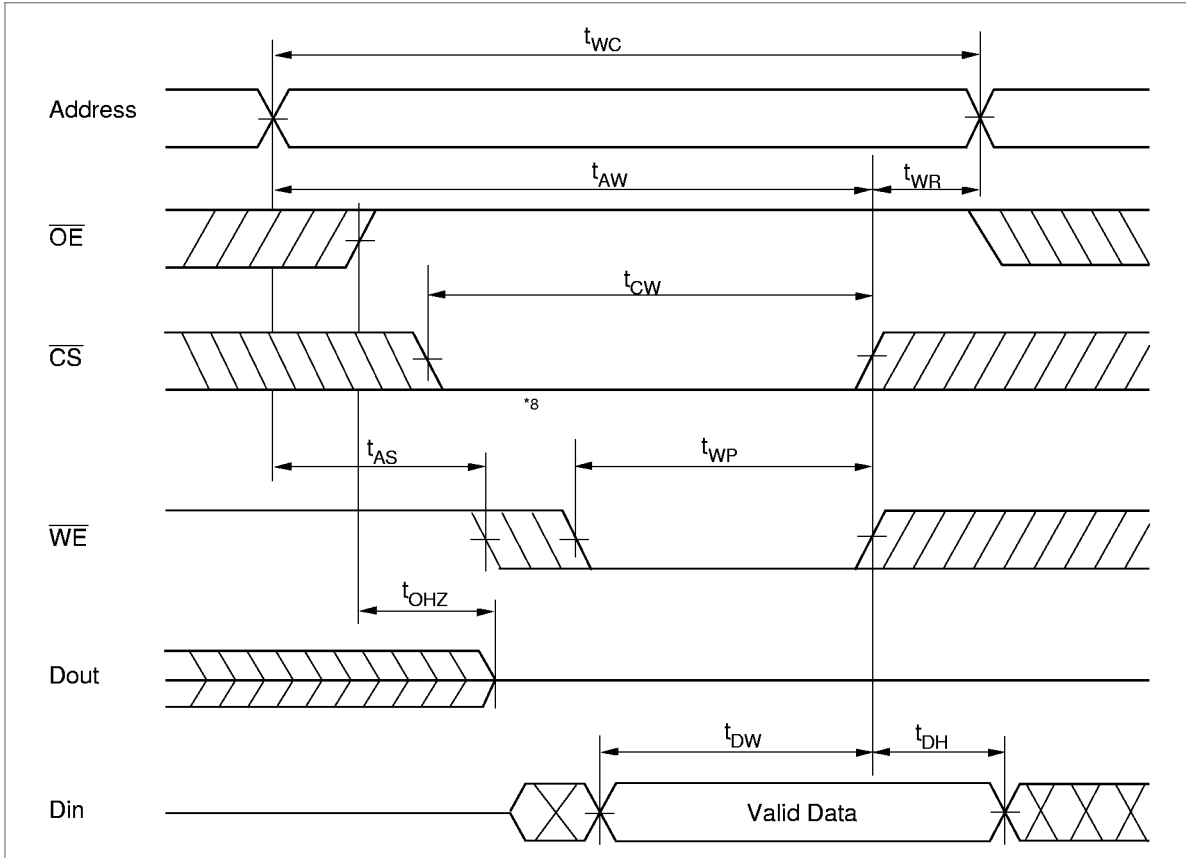 tWC
Address
tAW
tWR
OE
tCW
CS
*8
tAS
tWP
WE
tOHZ
Dout
tDW
tDH
Din
Valid Data